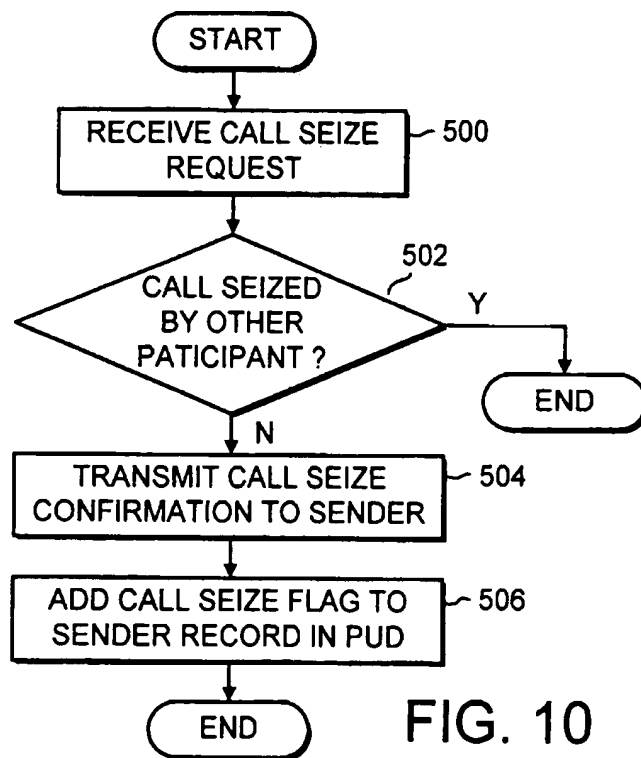 START
RECEIVE CALL SEIZE
REQUEST
500
502
CALL SEIZED
BY OTHER
PATICIPANT ?
Y
END
N
TRANSMIT CALL SEIZE
CONFIRMATION TO SENDER
504
ADD CALL SEIZE FLAG TO
SENDER RECORD IN PUD
506
END
FIG. 10